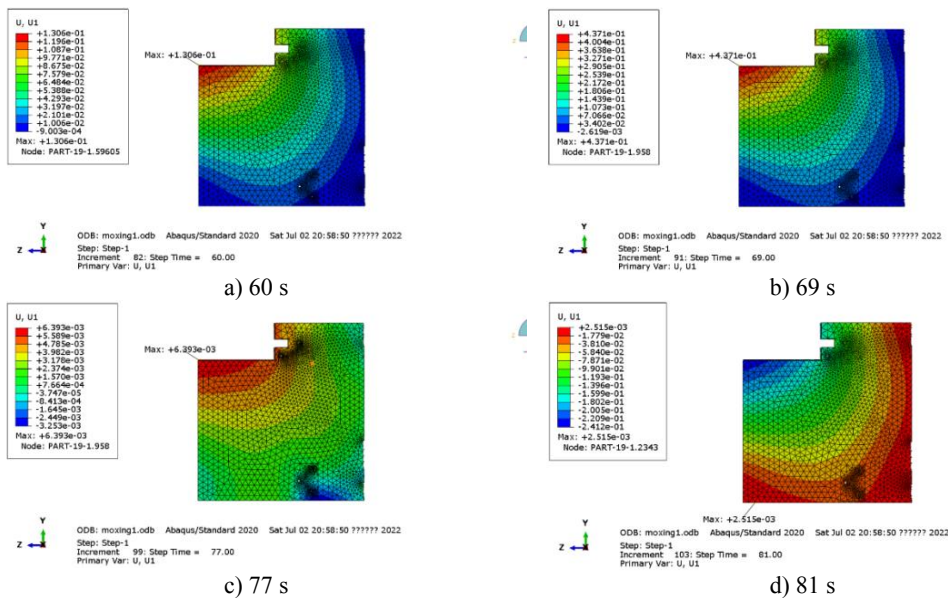 U, U1
+1.306e-01
+1.196e-01
+1.087e-01
+9.771e-02
+8.675e-02
+7.579e-02
+6.484e-02
+5.388e-02
+4.293e-02
+3.197e-02
+2.101e-02
+1.006e-02
-9.003e-04
Max: +1.306e-01
Node: PART-19-1.59605
Max: +1.306e-01
Y
Z
X
ODB: moxing1.odb Abaqus/Standard 2020 Sat Jul 02 20:58:50 ?????? 2022
Step: Step-1
Increment 82: Step Time = 60.00
Primary Var: U, U1
a) 60 s
U, U1
+4.371e-01
+4.004e-01
+3.638e-01
+3.271e-01
+2.905e-01
+2.539e-01
+2.172e-01
+1.806e-01
+1.439e-01
+1.073e-01
+7.066e-02
+3.402e-02
-2.619e-03
Max: +4.371e-01
Node: PART-19-1.958
Max: +4.371e-01
Y
Z
X
ODB: moxing1.odb Abaqus/Standard 2020 Sat Jul 02 20:58:50 ?????? 2022
Step: Step-1
Increment 91: Step Time = 69.00
Primary Var: U, U1
b) 69 s
U, U1
+6.393e-03
+5.589e-03
+4.785e-03
+3.982e-03
+3.178e-03
+2.374e-03
+1.570e-03
+7.664e-04
-3.747e-05
-8.413e-04
-1.645e-03
-2.449e-03
-3.253e-03
Max: +6.393e-03
Node: PART-19-1.958
Max: +6.393e-03
Y
Z
X
ODB: moxing1.odb Abaqus/Standard 2020 Sat Jul 02 20:58:50 ?????? 2022
Step: Step-1
Increment 99: Step Time = 77.00
Primary Var: U, U1
c) 77 s
U, U1
+2.515e-03
-1.779e-02
-3.810e-02
-5.840e-02
-7.871e-02
-9.901e-02
-1.193e-01
-1.396e-01
-1.599e-01
-1.802e-01
-2.005e-01
-2.209e-01
-2.412e-01
Max: +2.515e-03
Node: PART-19-1.2343
Max: +2.515e-03
Y
Z
X
ODB: moxing1.odb Abaqus/Standard 2020 Sat Jul 02 20:58:50 ?????? 2022
Step: Step-1
Increment 103: Step Time = 81.00
Primary Var: U, U1
d) 81 s